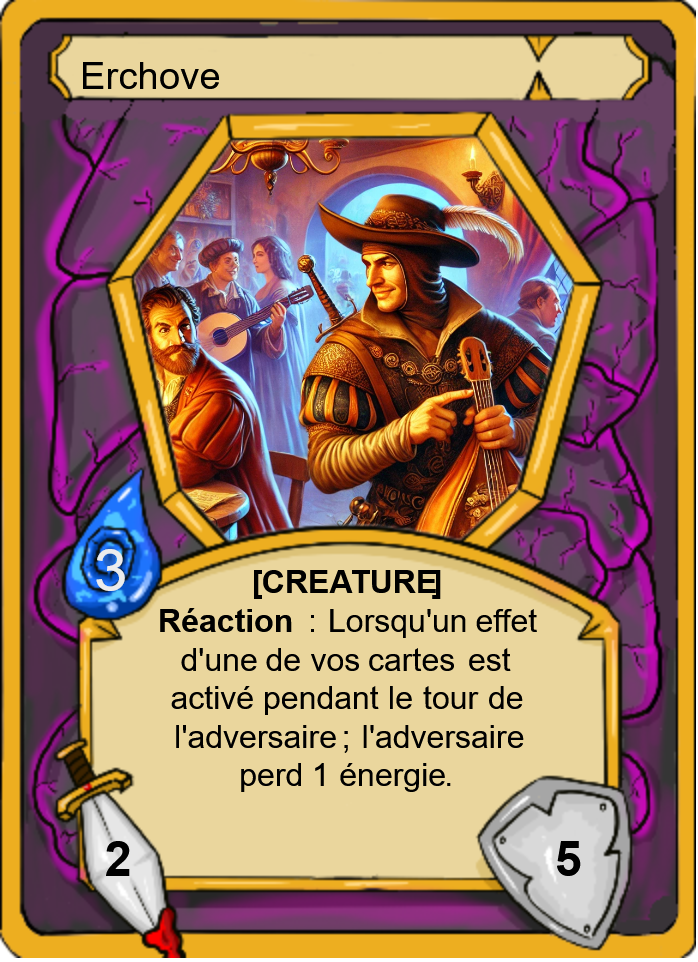 Erchove
3
[CREATURE]
Réaction : Lorsqu'un effet
d'une de vos cartes est
activé pendant le tour de
l'adversaire ; l'adversaire
perd 1 énergie.
2
5